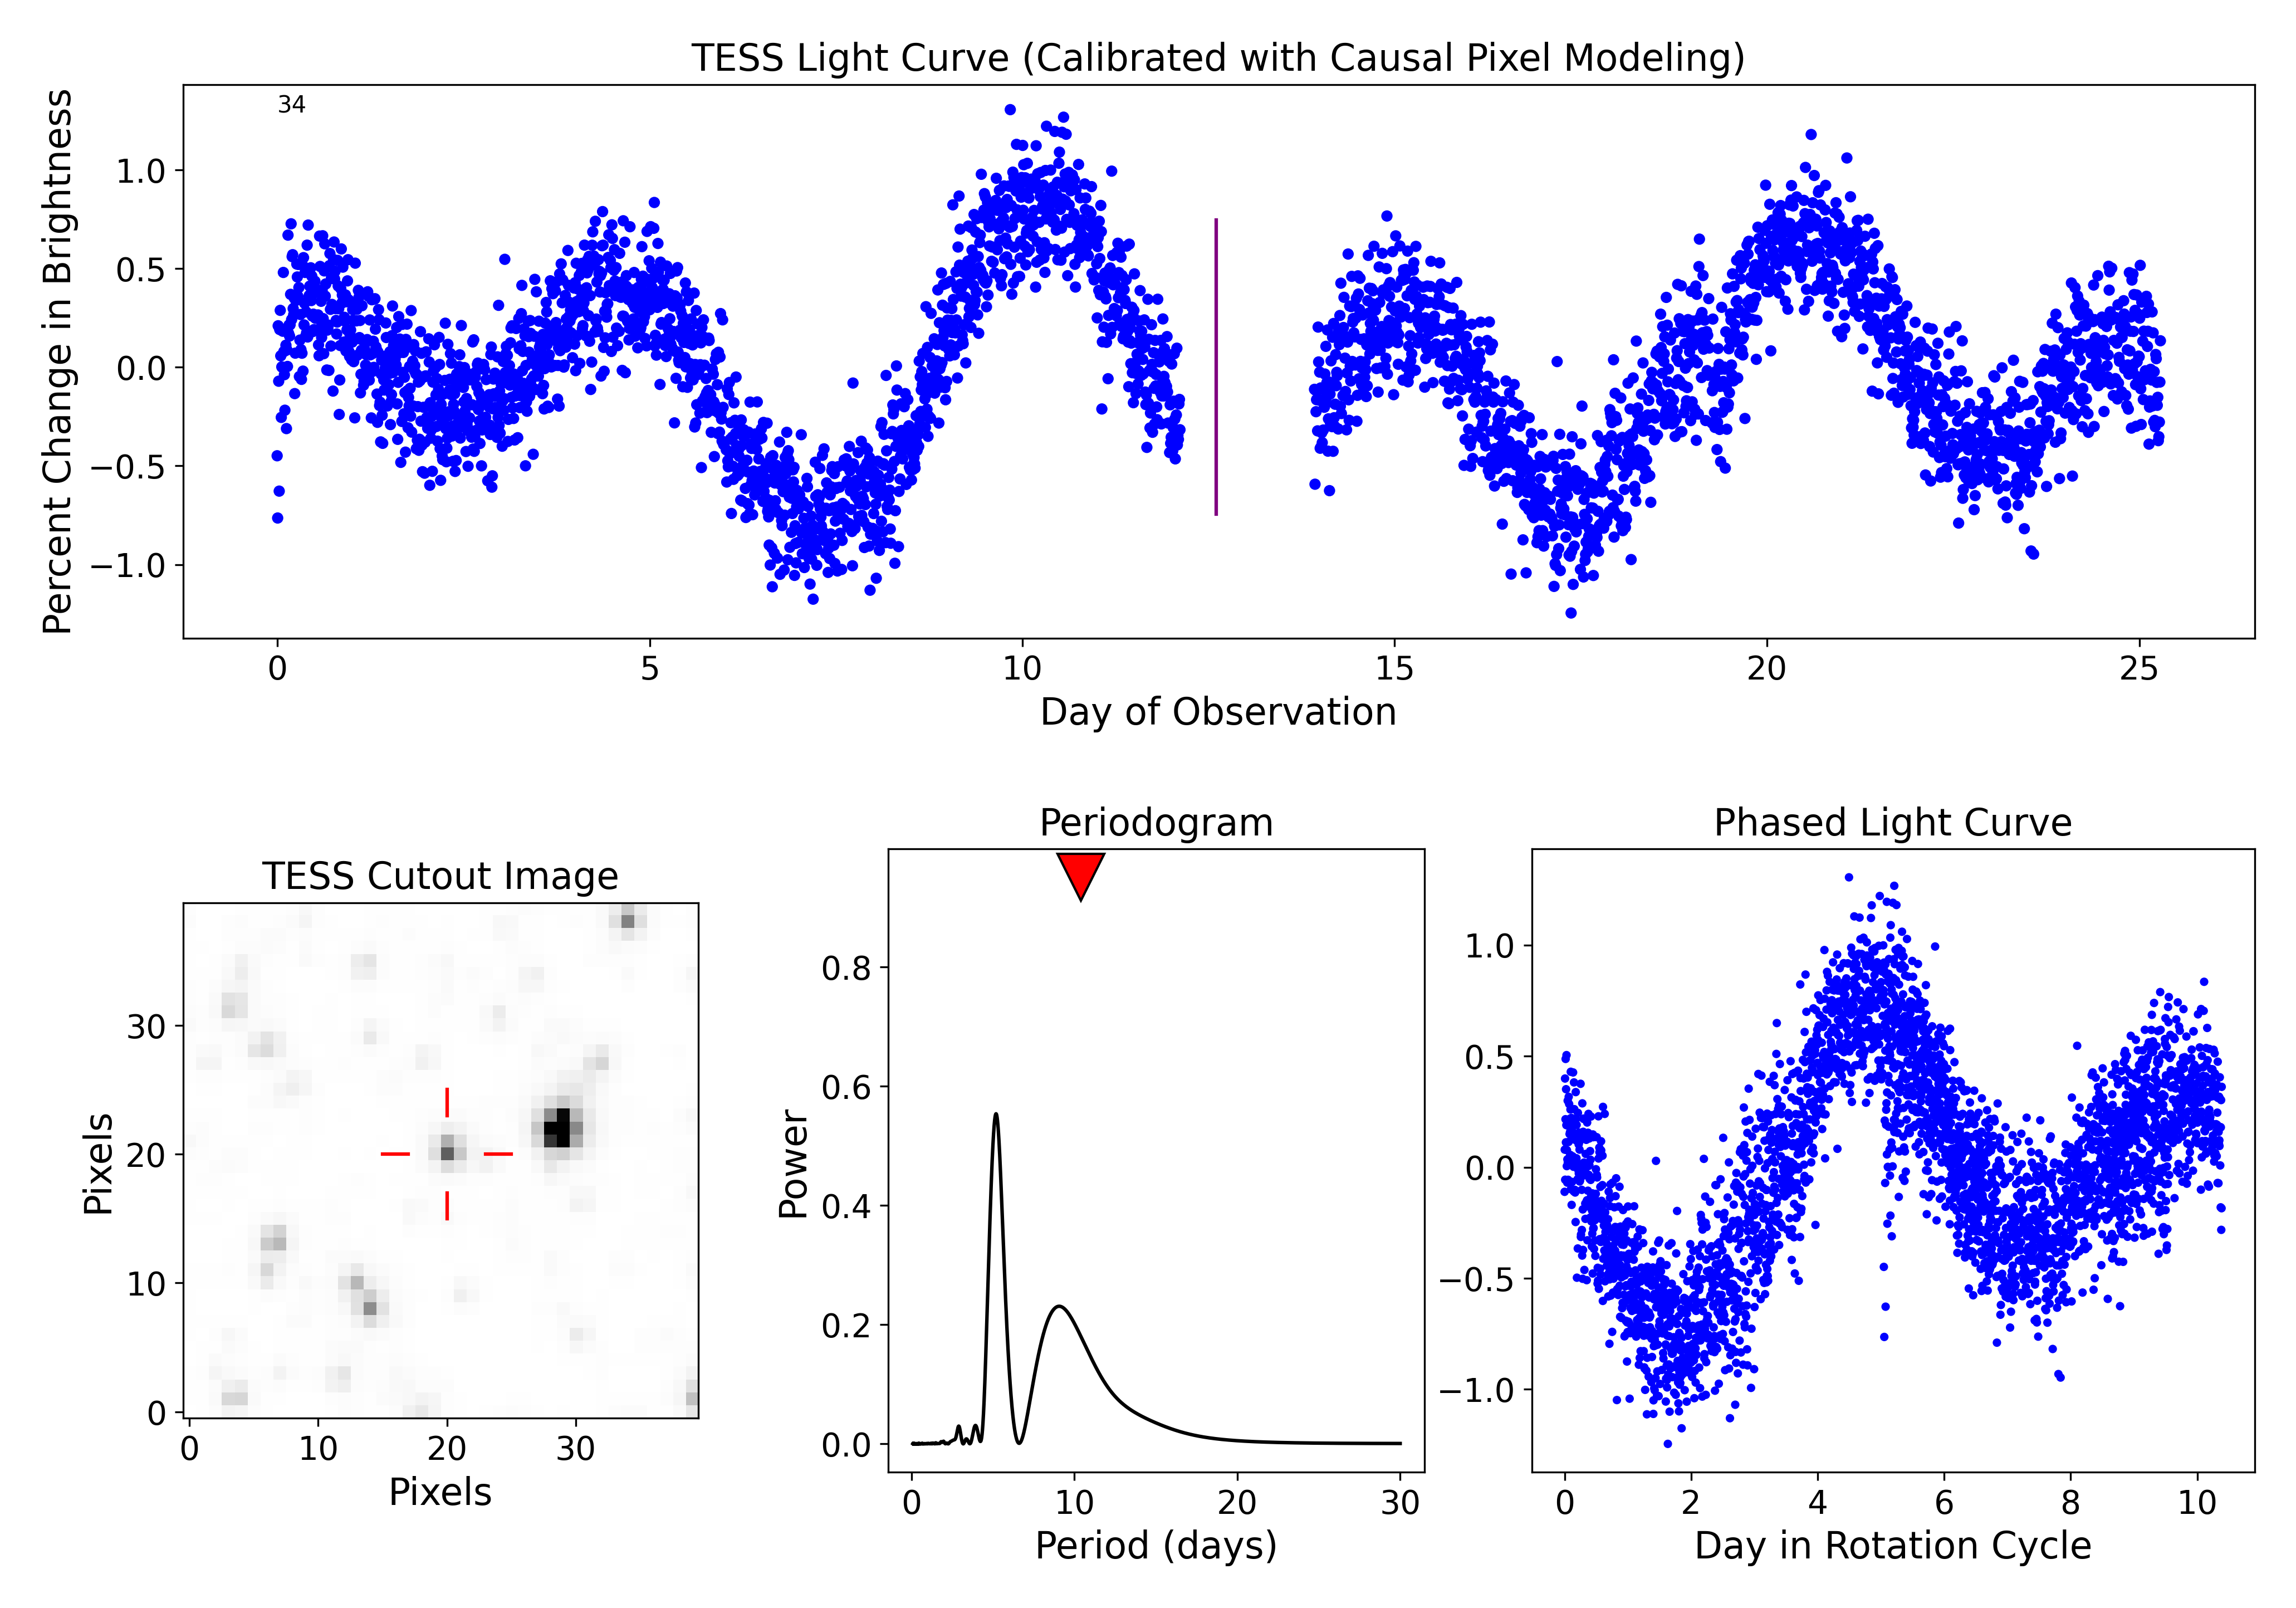 TESS Light Curve (Calibrated with Causal Pixel Modeling)
34
Percent Change in Brightness
1.0
0.5
0.0
−0.5
−1.0
0 5 10 15 20 25
Day of Observation
TESS Cutout Image
Pixels
30
20
10
0
0 10 20 30
Pixels
Periodogram
Power
0.8
0.6
0.4
0.2
0.0
0 10 20 30
Period (days)
Phased Light Curve
1.0
0.5
0.0
−0.5
−1.0
0 2 4 6 8 10
Day in Rotation Cycle